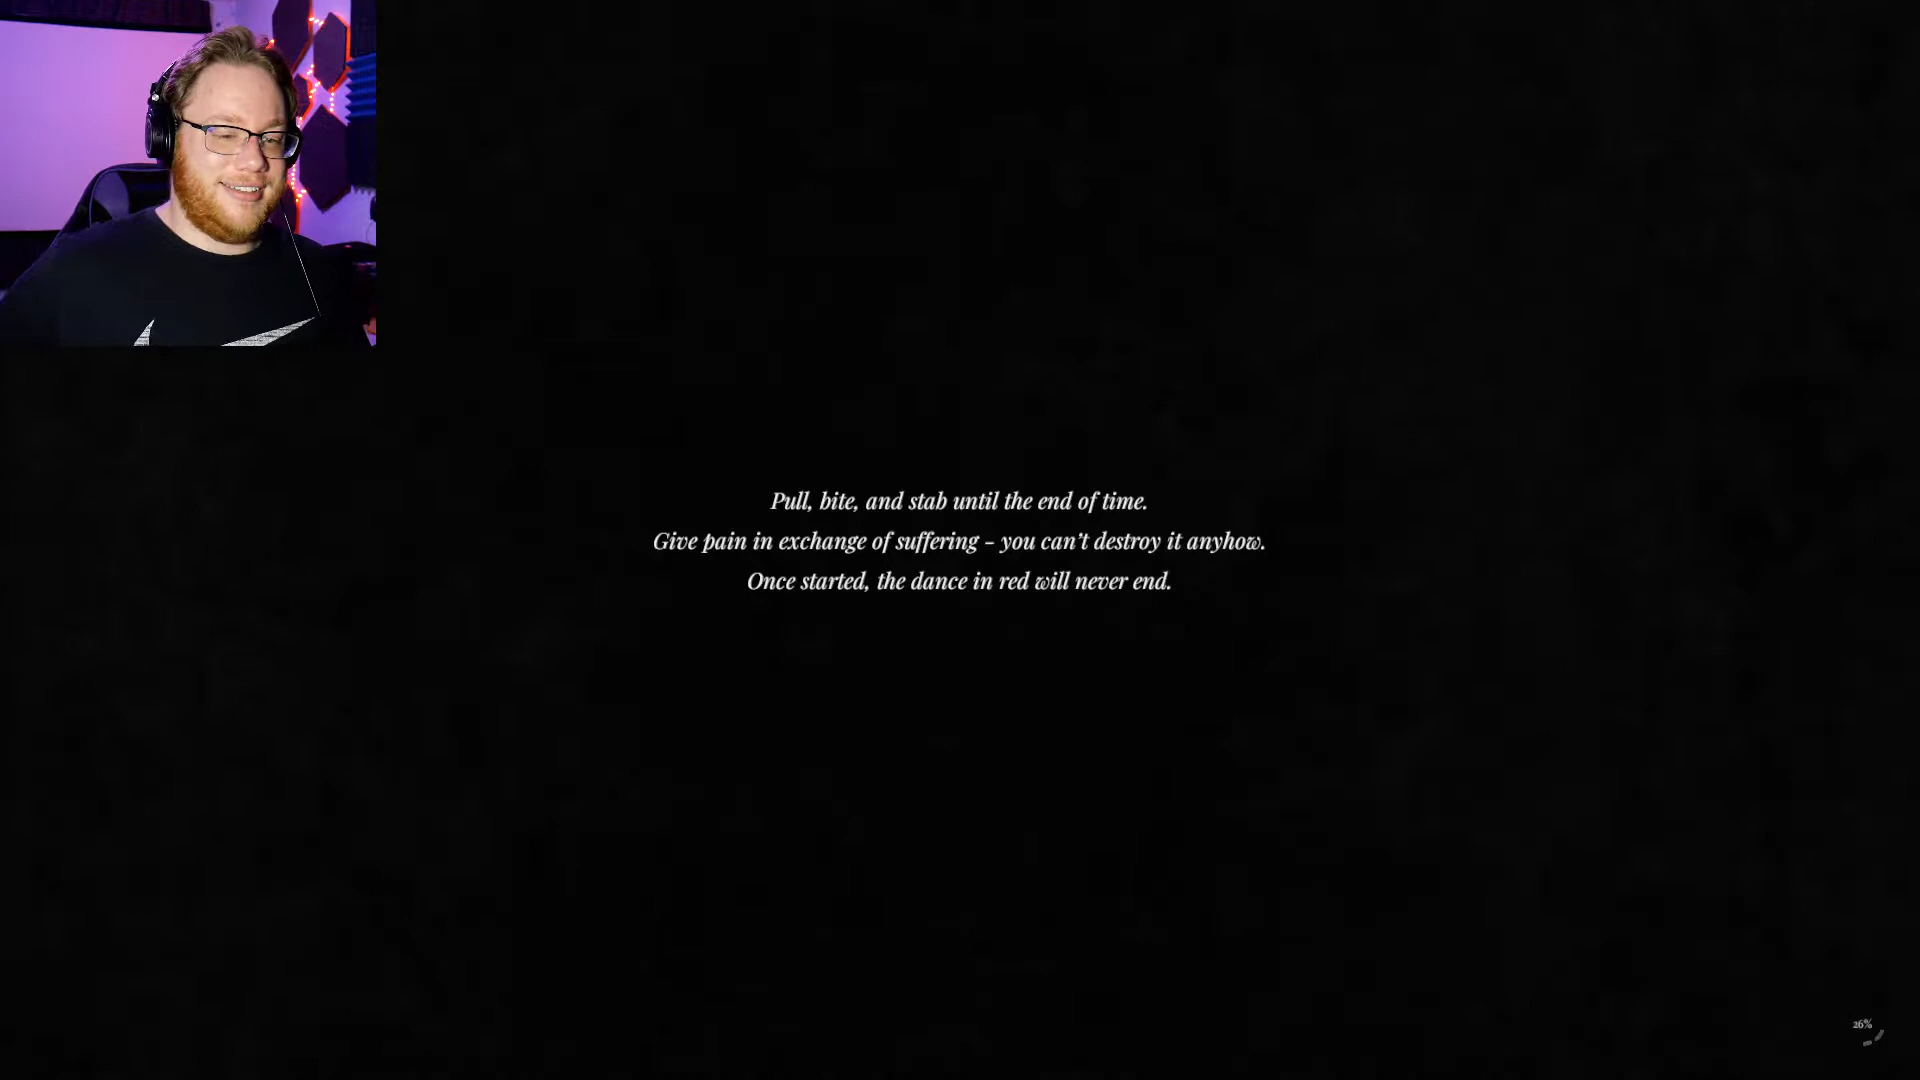 Pull, bite, and stab until the end of time.
Give pain in exchange of suffering – you can't destroy it anyhow.
Once started, the dance in red will never end.
26%